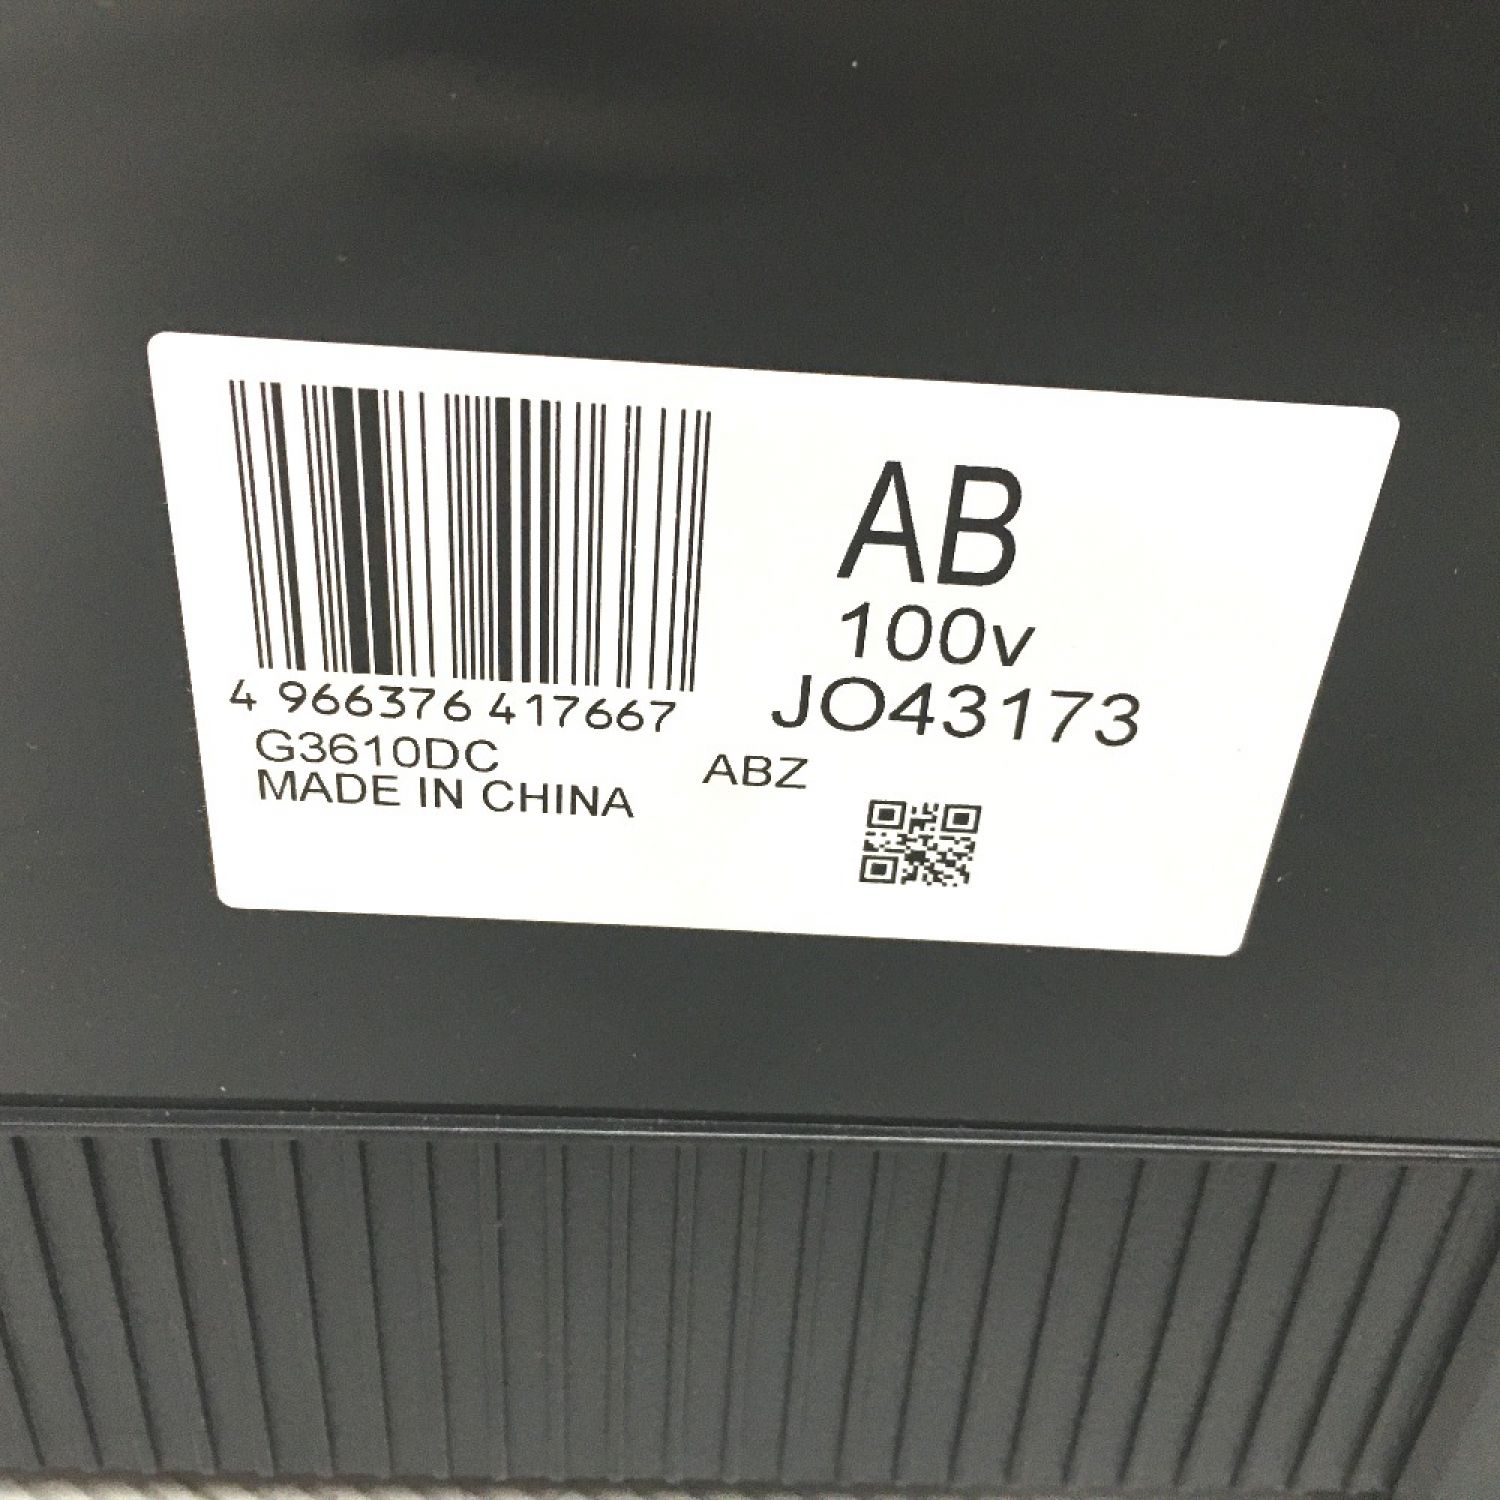 4 966376 417667
G3610DC
MADE IN CHINA
AB
100v
JO43173
ABZ